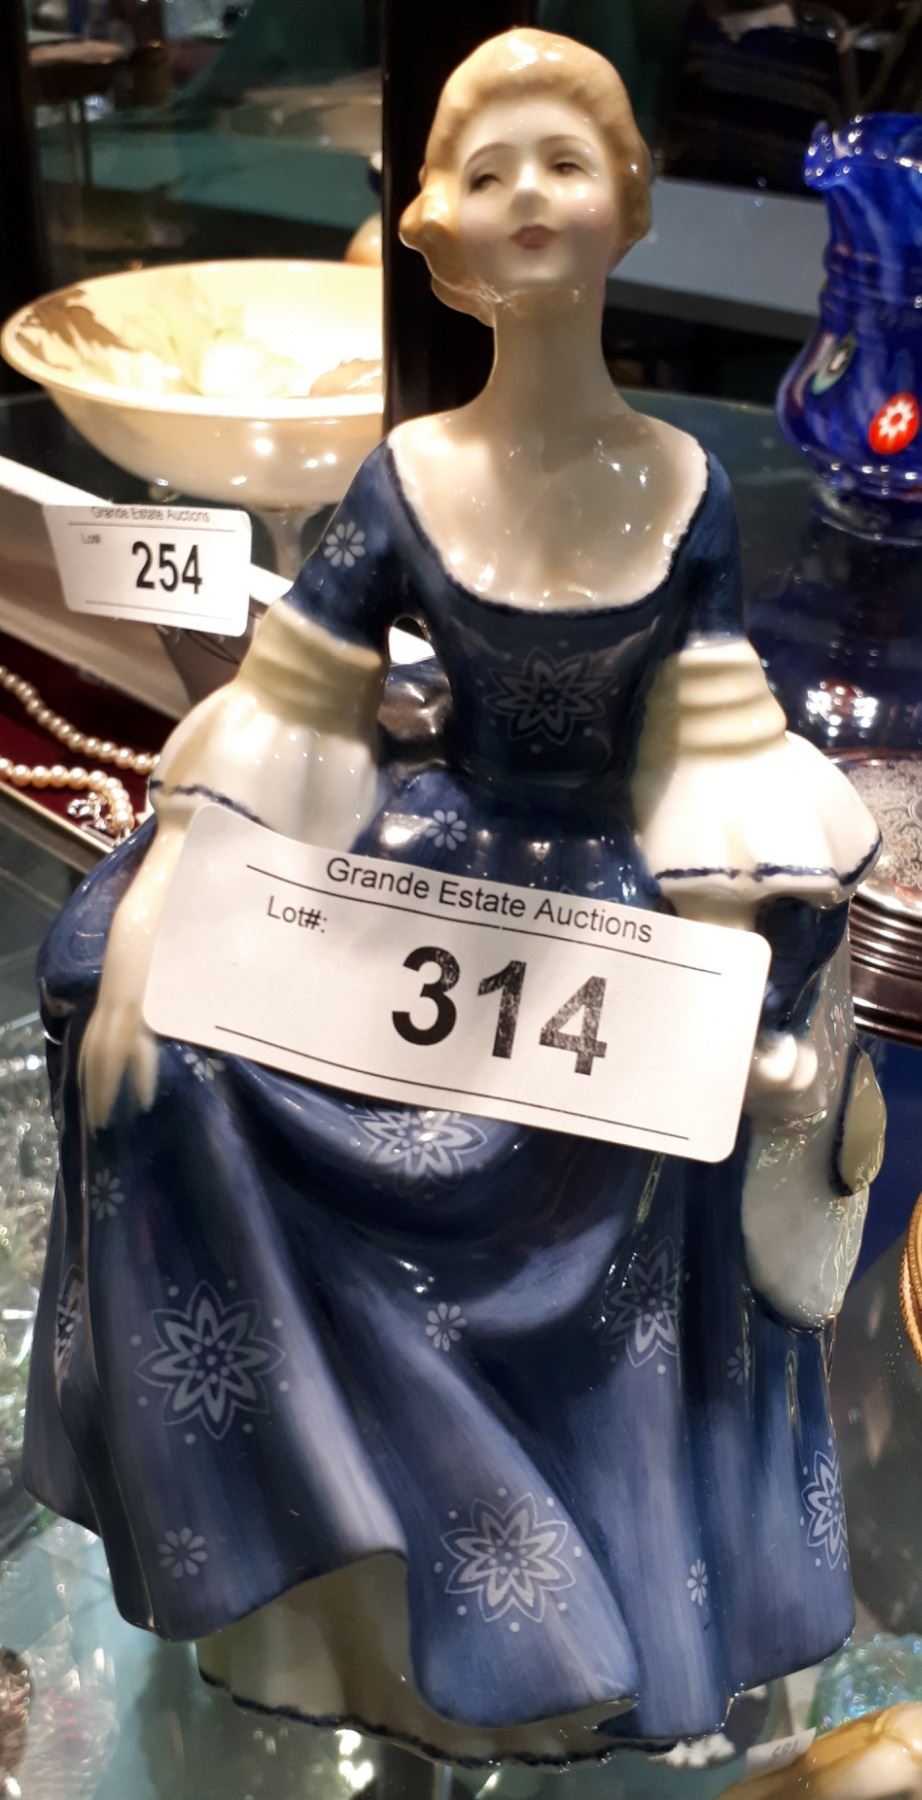 Grande Estate Auctions
Lot#
254
Grande Estate Auctions
Lot#:
314